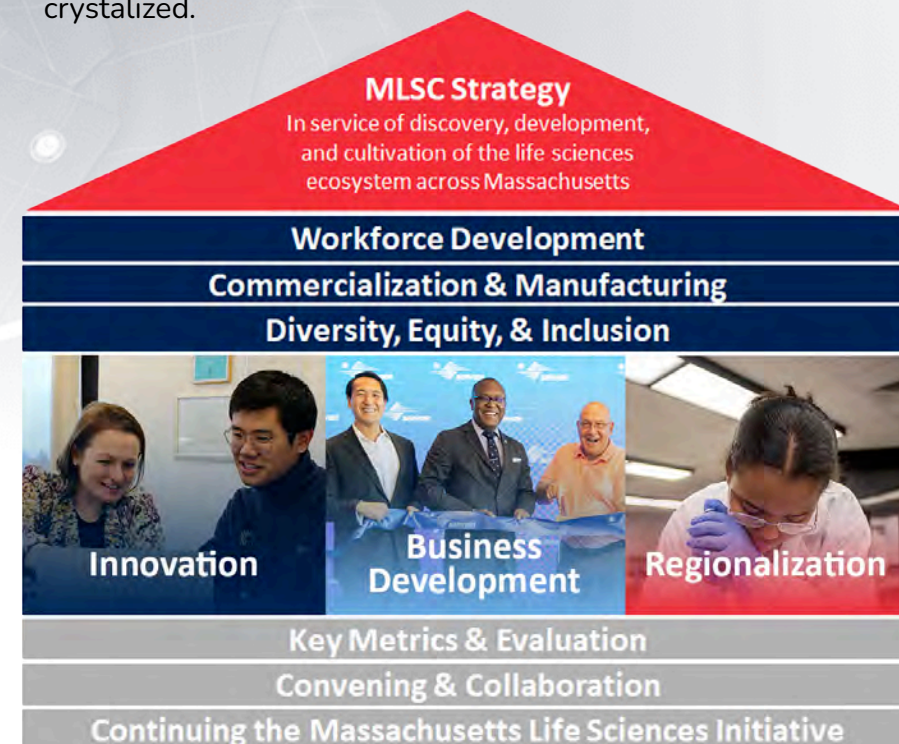 crystalized.
MLSC Strategy
In service of discovery, development,
and cultivation of the life sciences
ecosystem across Massachusetts
Workforce Development
Commercialization & Manufacturing
Diversity, Equity, & Inclusion
Innovation
Business
Development
Regionalization
Key Metrics & Evaluation
Convening & Collaboration
Continuing the Massachusetts Life Sciences Initiative